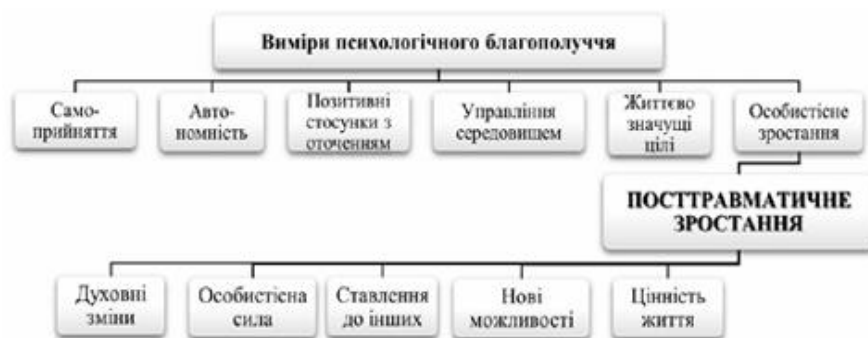 Виміри психологічного благополуччя
Само-
прийняття
Авто-
номність
Позитивні
стосунки з
оточенням
Управління
середовищем
Життєво
значущі
цілі
Особистісне
зростання
ПОСТТРАВМАТИЧНЕ
ЗРОСТАННЯ
Духовні
зміни
Особистісна
сила
Ставлення
до інших
Нові
можливості
Цінність
життя